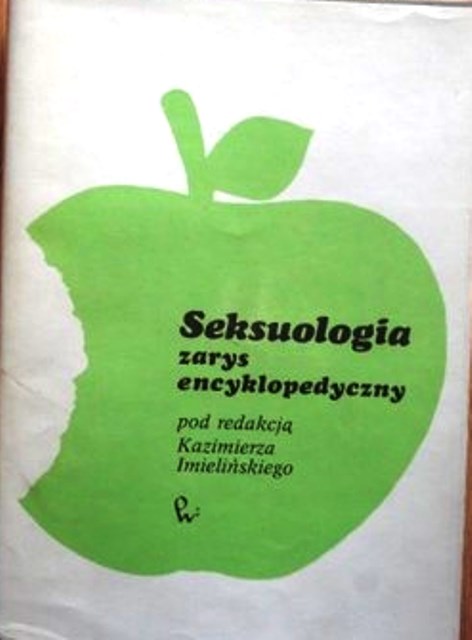 Seksuologia
zarys
encyklopedyczny
pod redakcją
Kazimierza
Imielińskiego